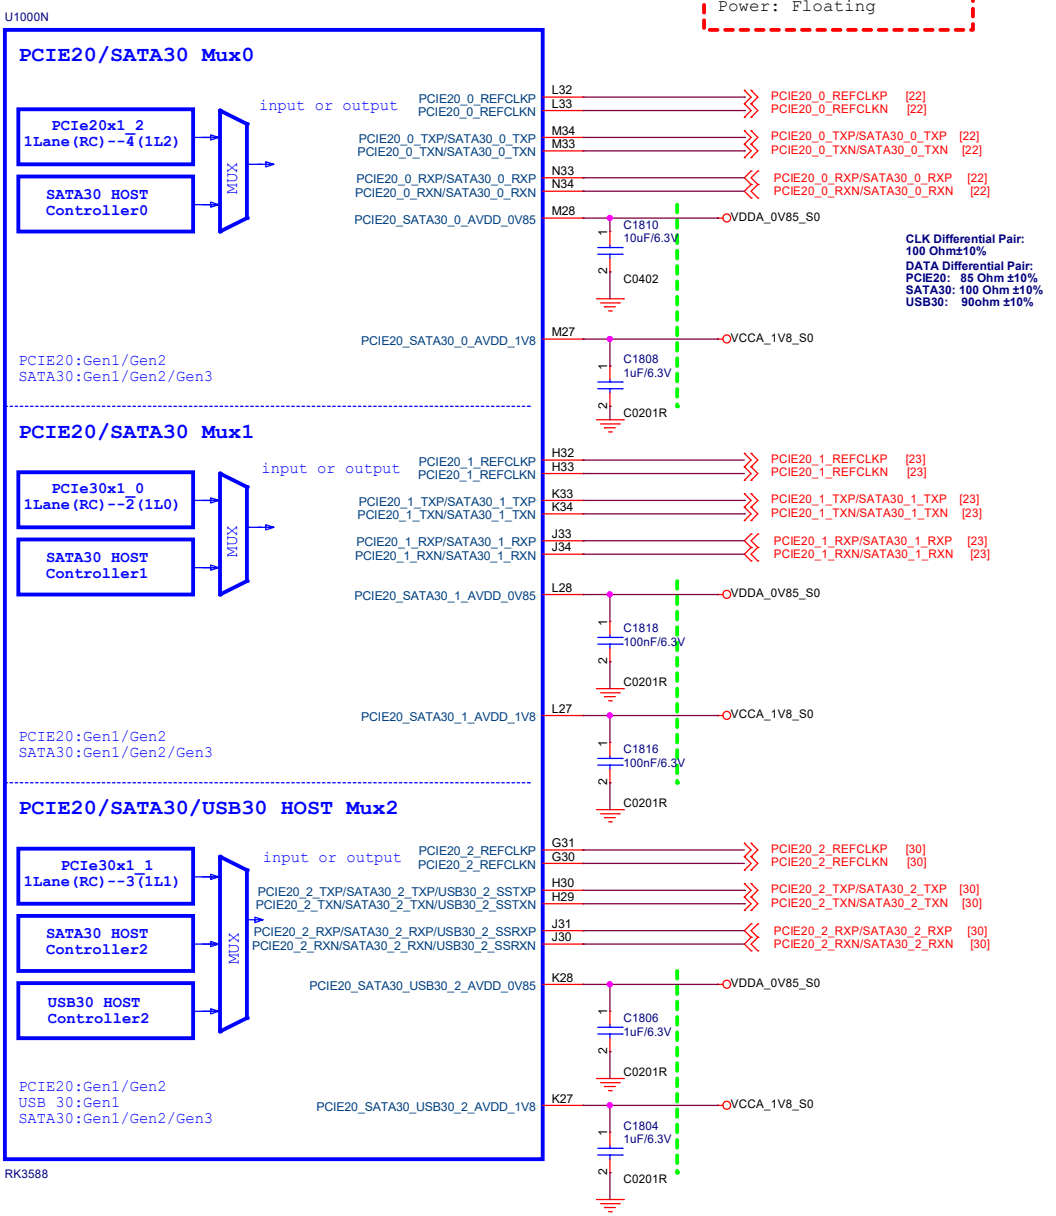 Power: Floating
U1000N
PCIE20/SATA30 Mux0
input or output
PCIe20x1_2
1Lane(RC)--4(1L2)
SATA30 HOST
Controller0
MUX
PCIE20_0_REFCLKP L32 PCIE20_0_REFCLKP [22]
PCIE20_0_REFCLKN L33 PCIE20_0_REFCLKN [22]
PCIE20_0_TXP/SATA30_0_TXP M34 PCIE20_0_TXP/SATA30_0_TXP [22]
PCIE20_0_TXN/SATA30_0_TXN M33 PCIE20_0_TXN/SATA30_0_TXN [22]
PCIE20_0_RXP/SATA30_0_RXP N33 PCIE20_0_RXP/SATA30_0_RXP [22]
PCIE20_0_RXN/SATA30_0_RXN N34 PCIE20_0_RXN/SATA30_0_RXN [22]
PCIE20_SATA30_0_AVDD_0V85 M28 VDDA_0V85_S0
1 C1810
10uF/6.3V
2 C0402
CLK Differential Pair:
100 Ohm±10%
DATA Differential Pair:
PCIE20: 85 Ohm ±10%
SATA30: 100 Ohm ±10%
USB30: 90ohm ±10%
PCIE20_SATA30_0_AVDD_1V8 M27 VCCA_1V8_S0
1 C1808
1uF/6.3V
2 C0201R
PCIE20:Gen1/Gen2
SATA30:Gen1/Gen2/Gen3
PCIE20/SATA30 Mux1
input or output
PCIe30x1_0
1Lane(RC)--2(1L0)
SATA30 HOST
Controller1
MUX
PCIE20_1_REFCLKP H32 PCIE20_1_REFCLKP [23]
PCIE20_1_REFCLKN H33 PCIE20_1_REFCLKN [23]
PCIE20_1_TXP/SATA30_1_TXP K33 PCIE20_1_TXP/SATA30_1_TXP [23]
PCIE20_1_TXN/SATA30_1_TXN K34 PCIE20_1_TXN/SATA30_1_TXN [23]
PCIE20_1_RXP/SATA30_1_RXP J33 PCIE20_1_RXP/SATA30_1_RXP [23]
PCIE20_1_RXN/SATA30_1_RXN J34 PCIE20_1_RXN/SATA30_1_RXN [23]
PCIE20_SATA30_1_AVDD_0V85 L28 VDDA_0V85_S0
1 C1818
100nF/6.3V
2 C0201R
PCIE20_SATA30_1_AVDD_1V8 L27 VCCA_1V8_S0
1 C1816
100nF/6.3V
2 C0201R
PCIE20:Gen1/Gen2
SATA30:Gen1/Gen2/Gen3
PCIE20/SATA30/USB30 HOST Mux2
input or output
PCIe30x1_1
1Lane(RC)--3(1L1)
SATA30 HOST
Controller2
USB30 HOST
Controller2
MUX
PCIE20_2_REFCLKP G31 PCIE20_2_REFCLKP [30]
PCIE20_2_REFCLKN G30 PCIE20_2_REFCLKN [30]
PCIE20_2_TXP/SATA30_2_TXP/USB30_2_SSTXP H30 PCIE20_2_TXP/SATA30_2_TXP [30]
PCIE20_2_TXN/SATA30_2_TXN/USB30_2_SSTXN H29 PCIE20_2_TXN/SATA30_2_TXN [30]
PCIE20_2_RXP/SATA30_2_RXP/USB30_2_SSRXP J31 PCIE20_2_RXP/SATA30_2_RXP [30]
PCIE20_2_RXN/SATA30_2_RXN/USB30_2_SSRXN J30 PCIE20_2_RXN/SATA30_2_RXN [30]
PCIE20_SATA30_USB30_2_AVDD_0V85 K28 VDDA_0V85_S0
1 C1806
1uF/6.3V
2 C0201R
PCIE20:Gen1/Gen2
USB 30:Gen1
SATA30:Gen1/Gen2/Gen3
PCIE20_SATA30_USB30_2_AVDD_1V8 K27 VCCA_1V8_S0
1 C1804
1uF/6.3V
2 C0201R
RK3588